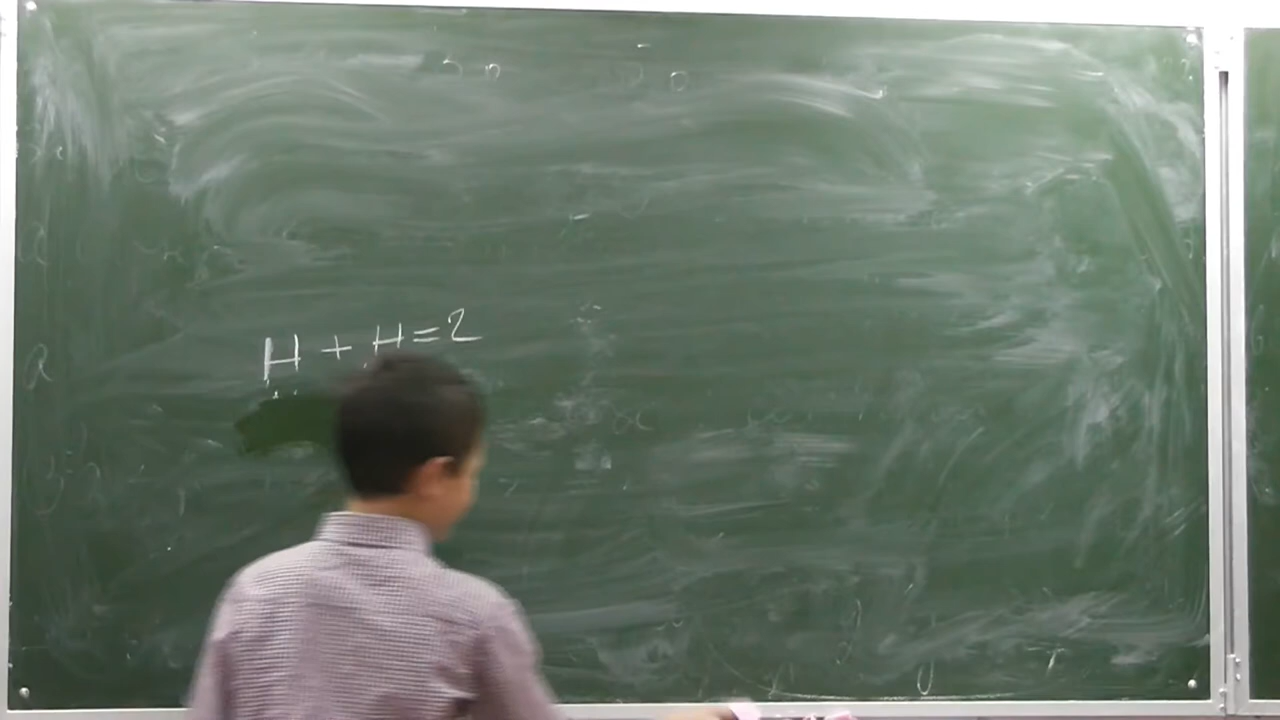 H + H = 2